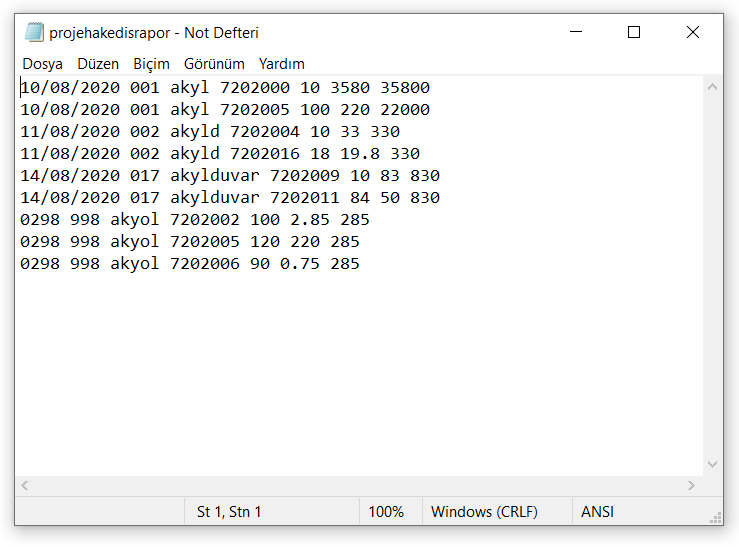 projehakedisrapor - Not Defteri
Dosya Düzen Biçim Görünüm Yardım
10/08/2020 001 akyl 7202000 10 3580 35800
10/08/2020 001 akyl 7202005 100 220 22000
11/08/2020 002 akyld 7202004 10 33 330
11/08/2020 002 akyld 7202016 18 19.8 330
14/08/2020 017 akylduvar 7202009 10 83 830
14/08/2020 017 akylduvar 7202011 84 50 830
0298 998 akyol 7202002 100 2.85 285
0298 998 akyol 7202005 120 220 285
0298 998 akyol 7202006 90 0.75 285
St 1, Stn 1 100% Windows (CRLF) ANSI